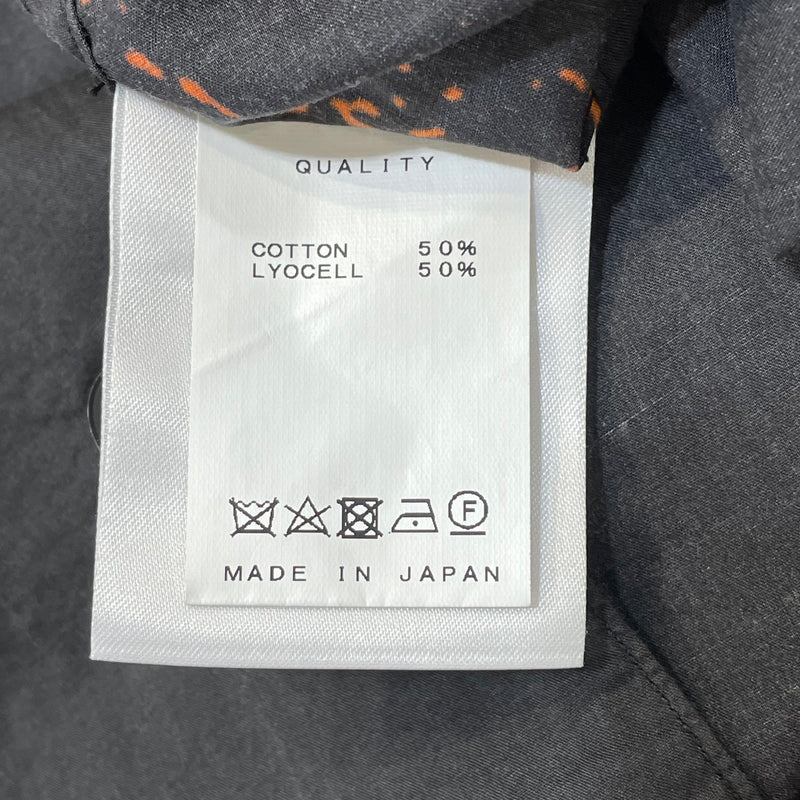 QUALITY
COTTON 50%
LYOCELL 50%
F
MADE IN JAPAN